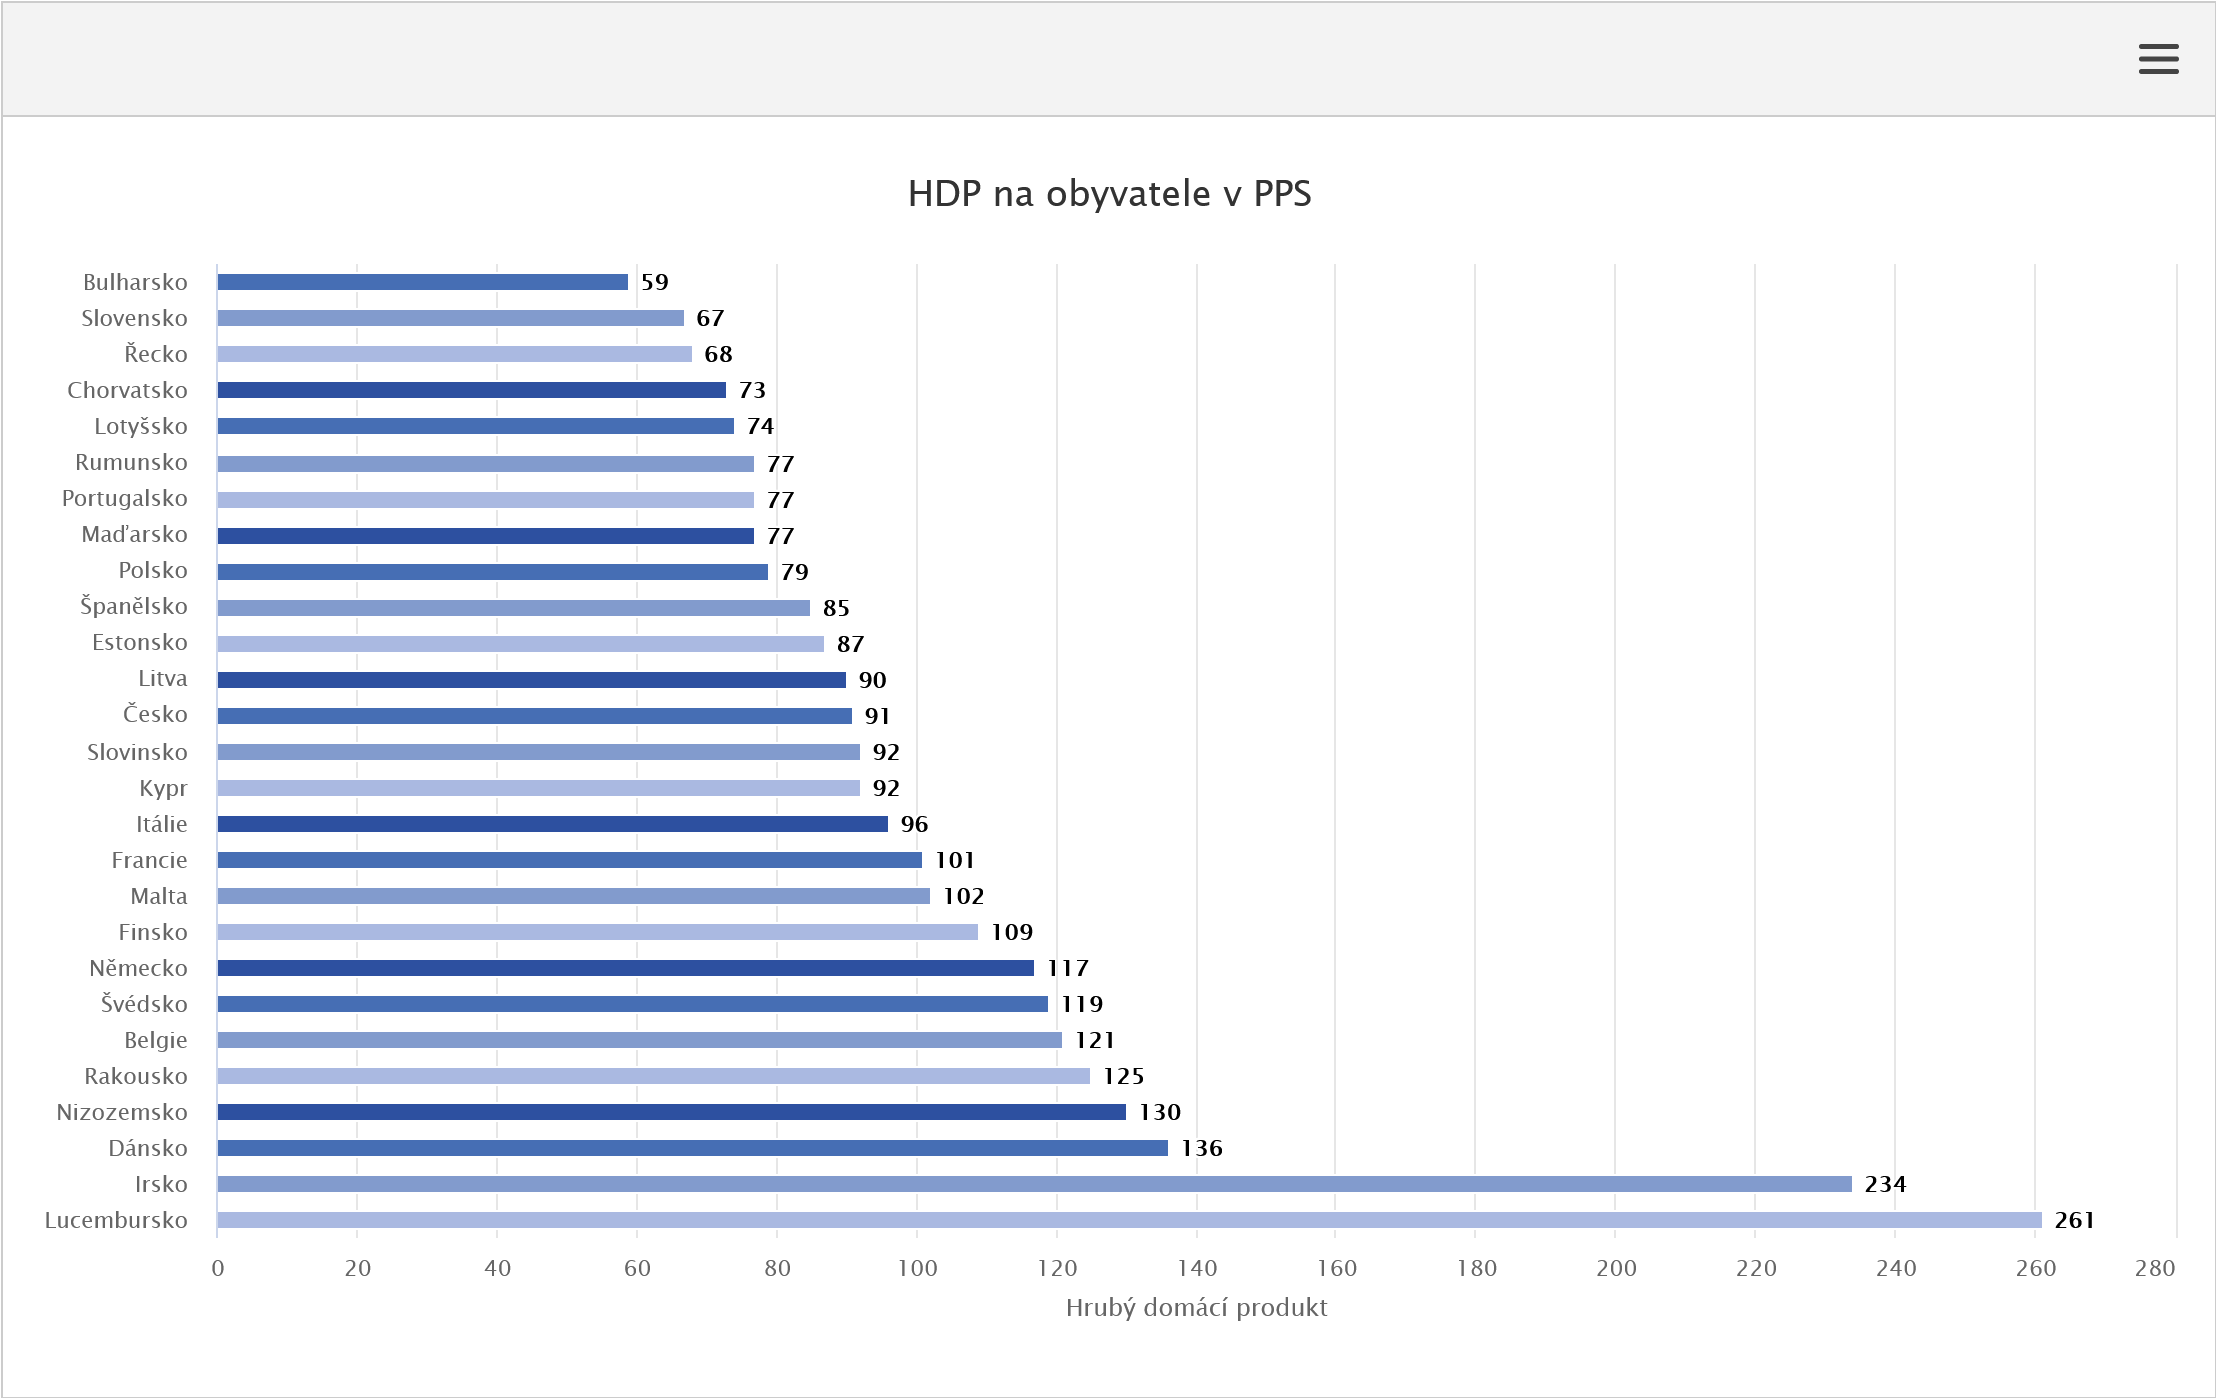 HDP na obyvatele v PPS
Bulharsko 59
Slovensko 67
Řecko 68
Chorvatsko 73
Lotyšsko 74
Rumunsko 77
Portugalsko 77
Maďarsko 77
Polsko 79
Španělsko 85
Estonsko 87
Litva 90
Česko 91
Slovinsko 92
Kypr 92
Itálie 96
Francie 101
Malta 102
Finsko 109
Německo 117
Švédsko 119
Belgie 121
Rakousko 125
Nizozemsko 130
Dánsko 136
Irsko 234
Lucembursko 261
0 20 40 60 80 100 120 140 160 180 200 220 240 260 280
Hrubý domácí produkt